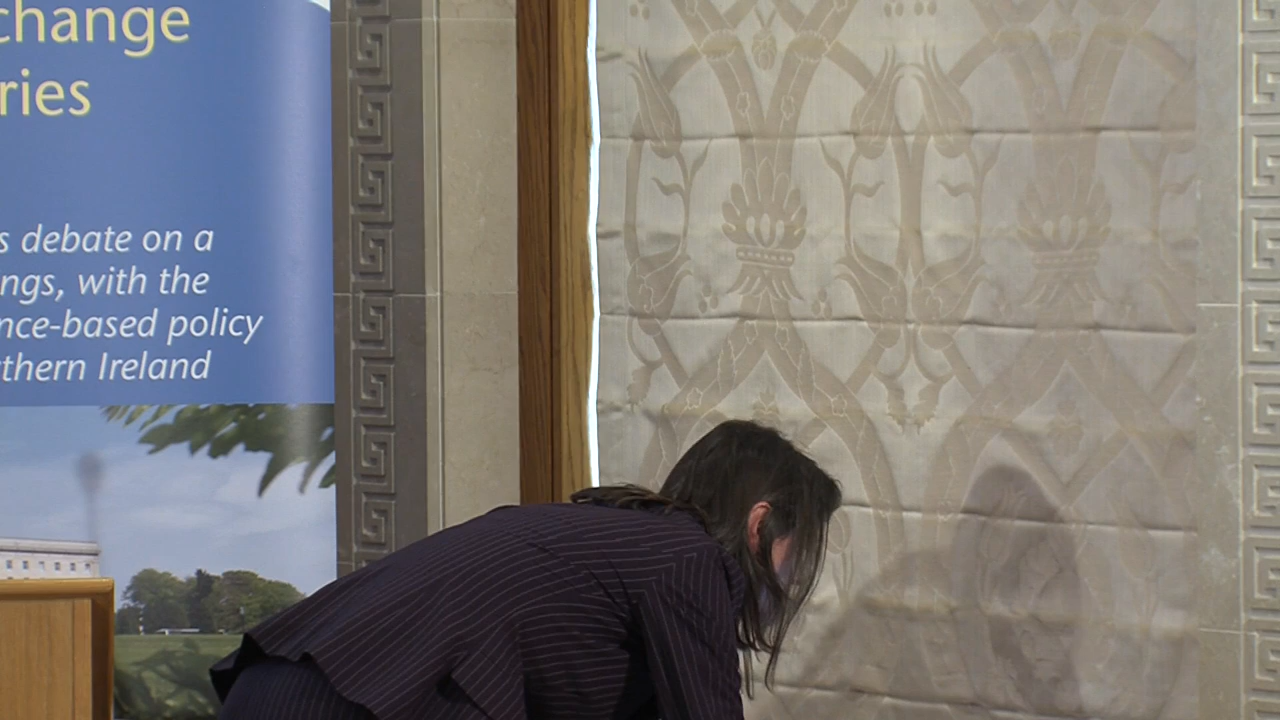 change
ries
s debate on a
ngs, with the
nce-based policy
thern Ireland